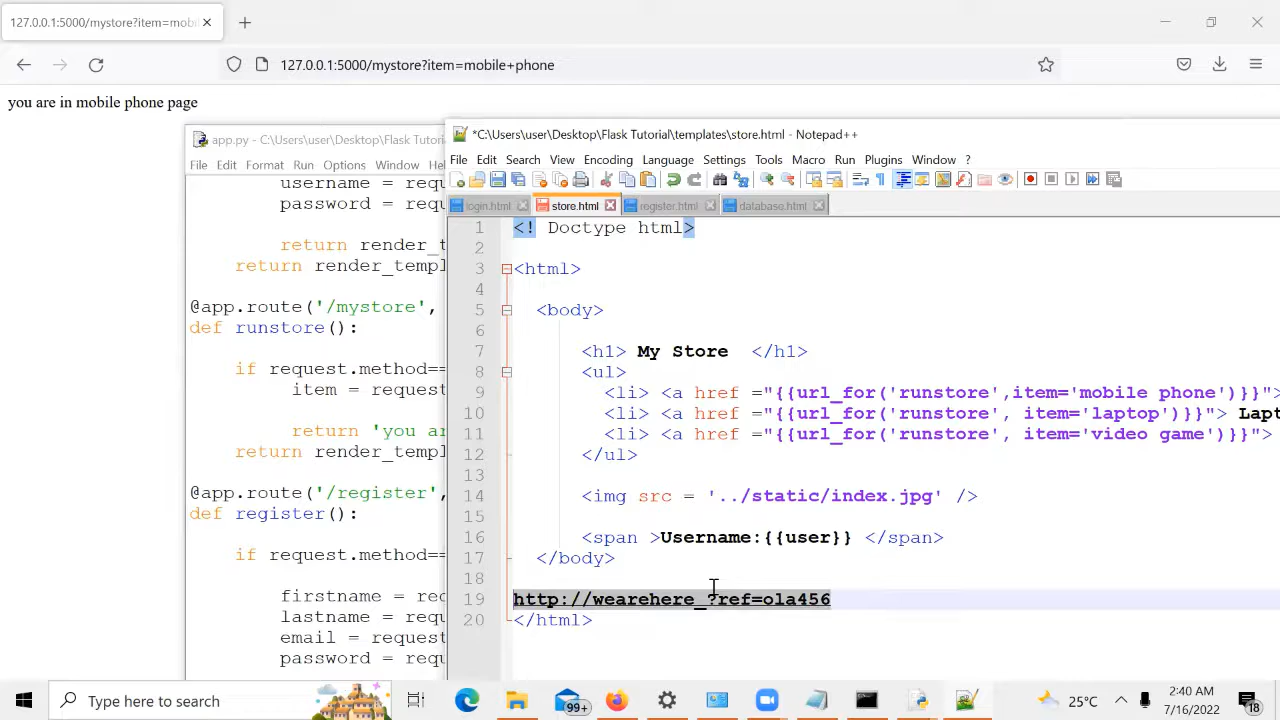 127.0.0.1:5000/mystore?item=mobi
127.0.0.1:5000/mystore?item=mobile+phone
you are in mobile phone page
app.py - C:\Users\user\Desktop\Flask Tutoria
File Edit Format Run Options Window He
username = requ
password = requ
return render_t
return render_templ
@app.route('/mystore',
def runstore():
if request.method==
item = request
return 'you ar
return render_templ
@app.route('/register',
def register():
if request.method==
firstname = req
lastname = requ
email = request
password = requ
*C:\Users\user\Desktop\Flask Tutorial\templates\store.html - Notepad++
File Edit Search View Encoding Language Settings Tools Macro Run Plugins Window ?
login.html store.html register.html database.html
1 <! Doctype html>
2
3 <html>
4
5 <body>
6
7 <h1> My Store </h1>
8 <ul>
9 <li> <a href ="{{url_for('runstore',item='mobile phone')}}">
10 <li> <a href ="{{url_for('runstore', item='laptop')}}"> Lapt
11 <li> <a href ="{{url_for('runstore', item='video game')}}">
12 </ul>
13
14 <img src = '../static/index.jpg' />
15
16 <span >Username:{{user}} </span>
17 </body>
18
19 http://wearehere_?ref=ola456
20 </html>
Type here to search
99+
25°C
2:40 AM
7/16/2022
18